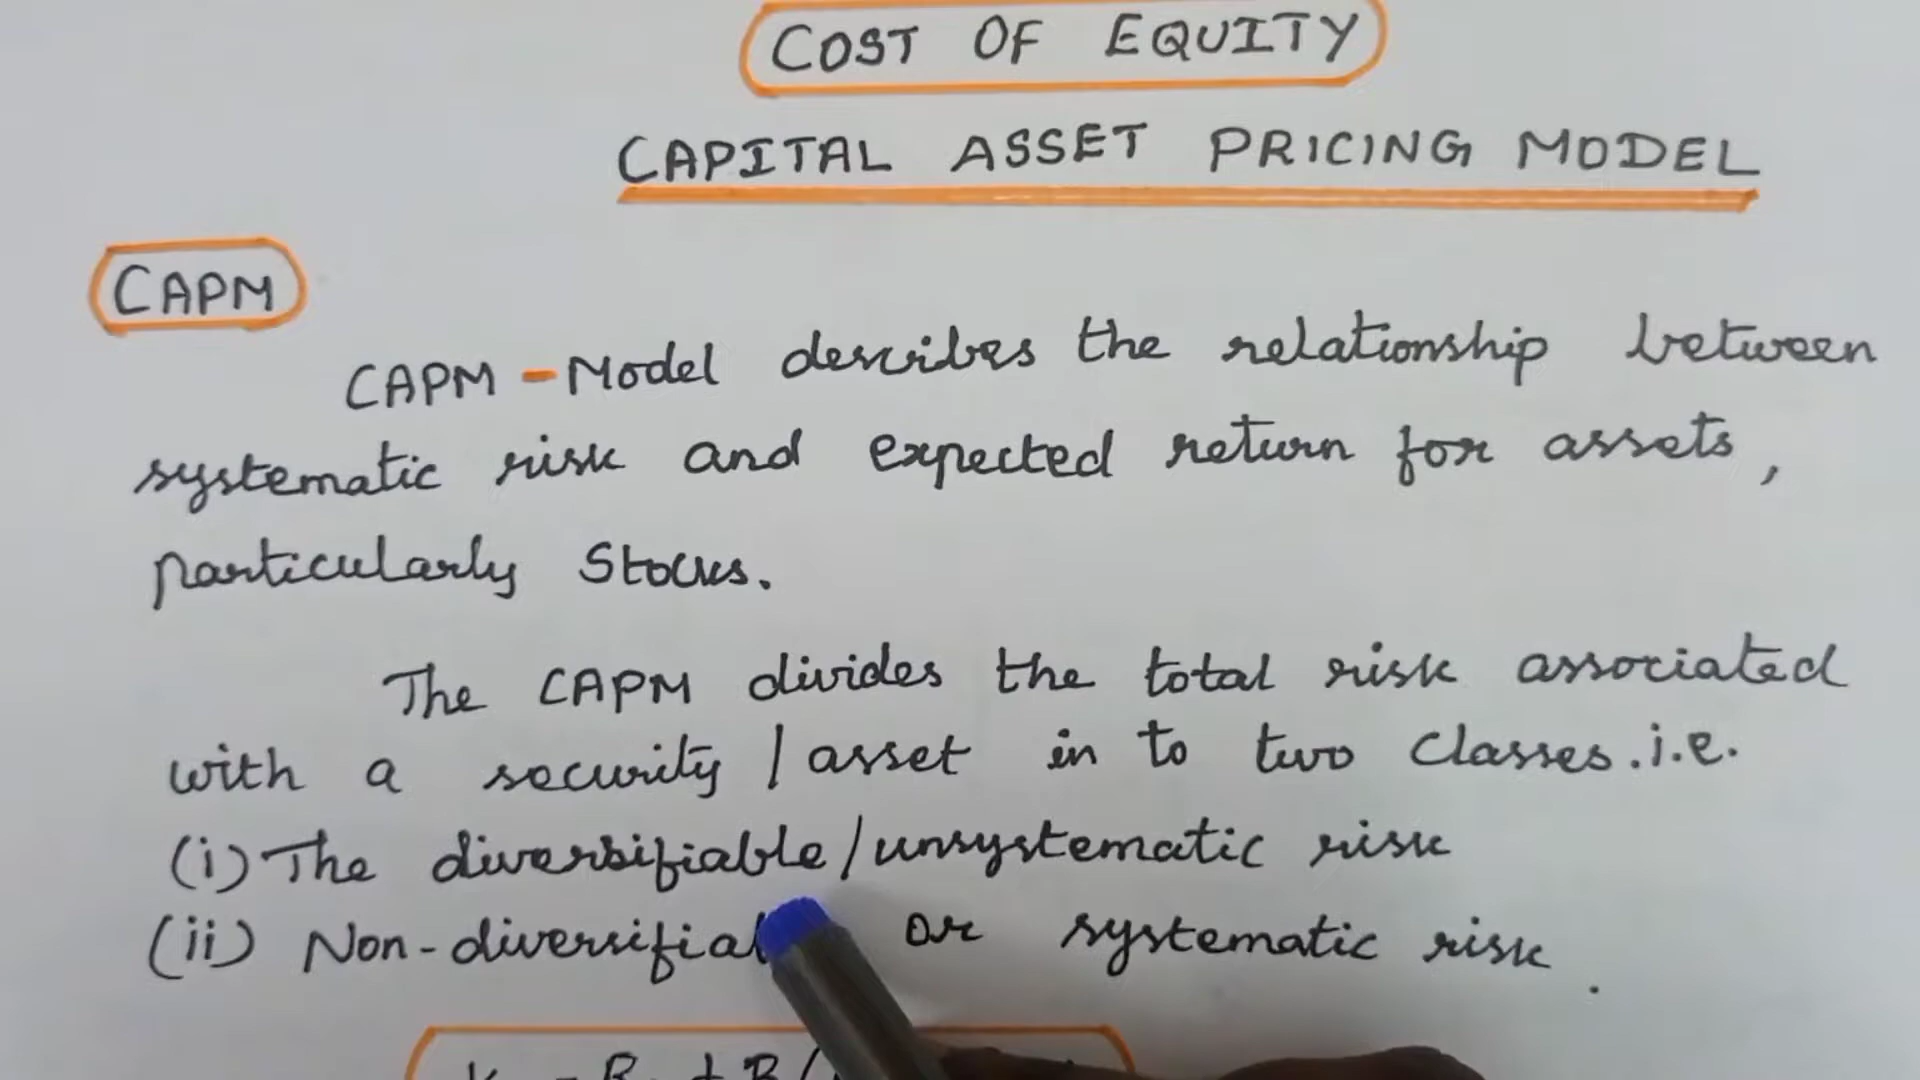 COST OF EQUITY
CAPITAL ASSET PRICING MODEL
CAPM
CAPM - Model describes the relationship between
systematic risk and expected return for assets,
particularly Stocks.
The CAPM divides the total risk associated
with a security / asset in to two Classes. i.e.
(i) The diversifiable / unsystematic risk
(ii) Non-diversifia or systematic risk.